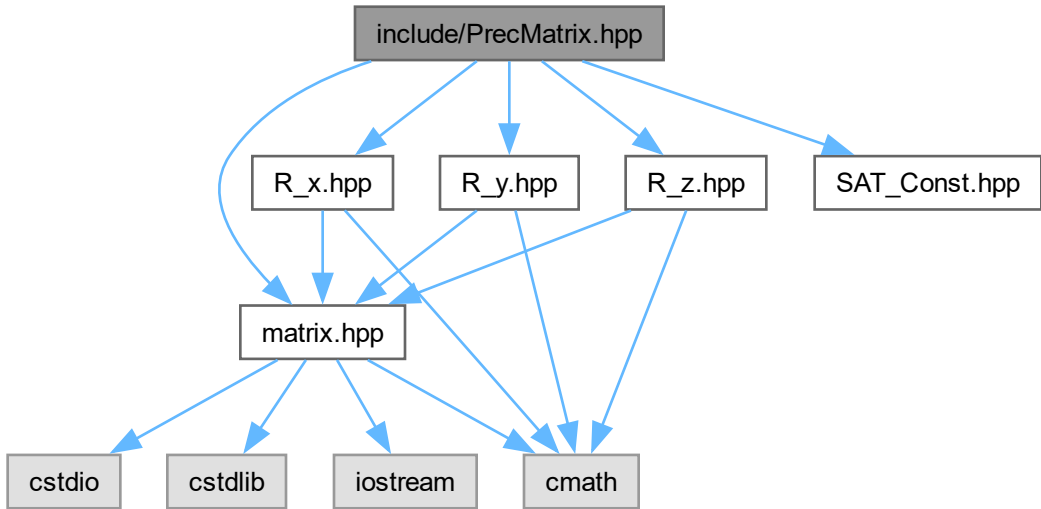 include/PrecMatrix.hpp
R_x.hpp
R_y.hpp
R_z.hpp
SAT_Const.hpp
matrix.hpp
cstdio
cstdlib
iostream
cmath